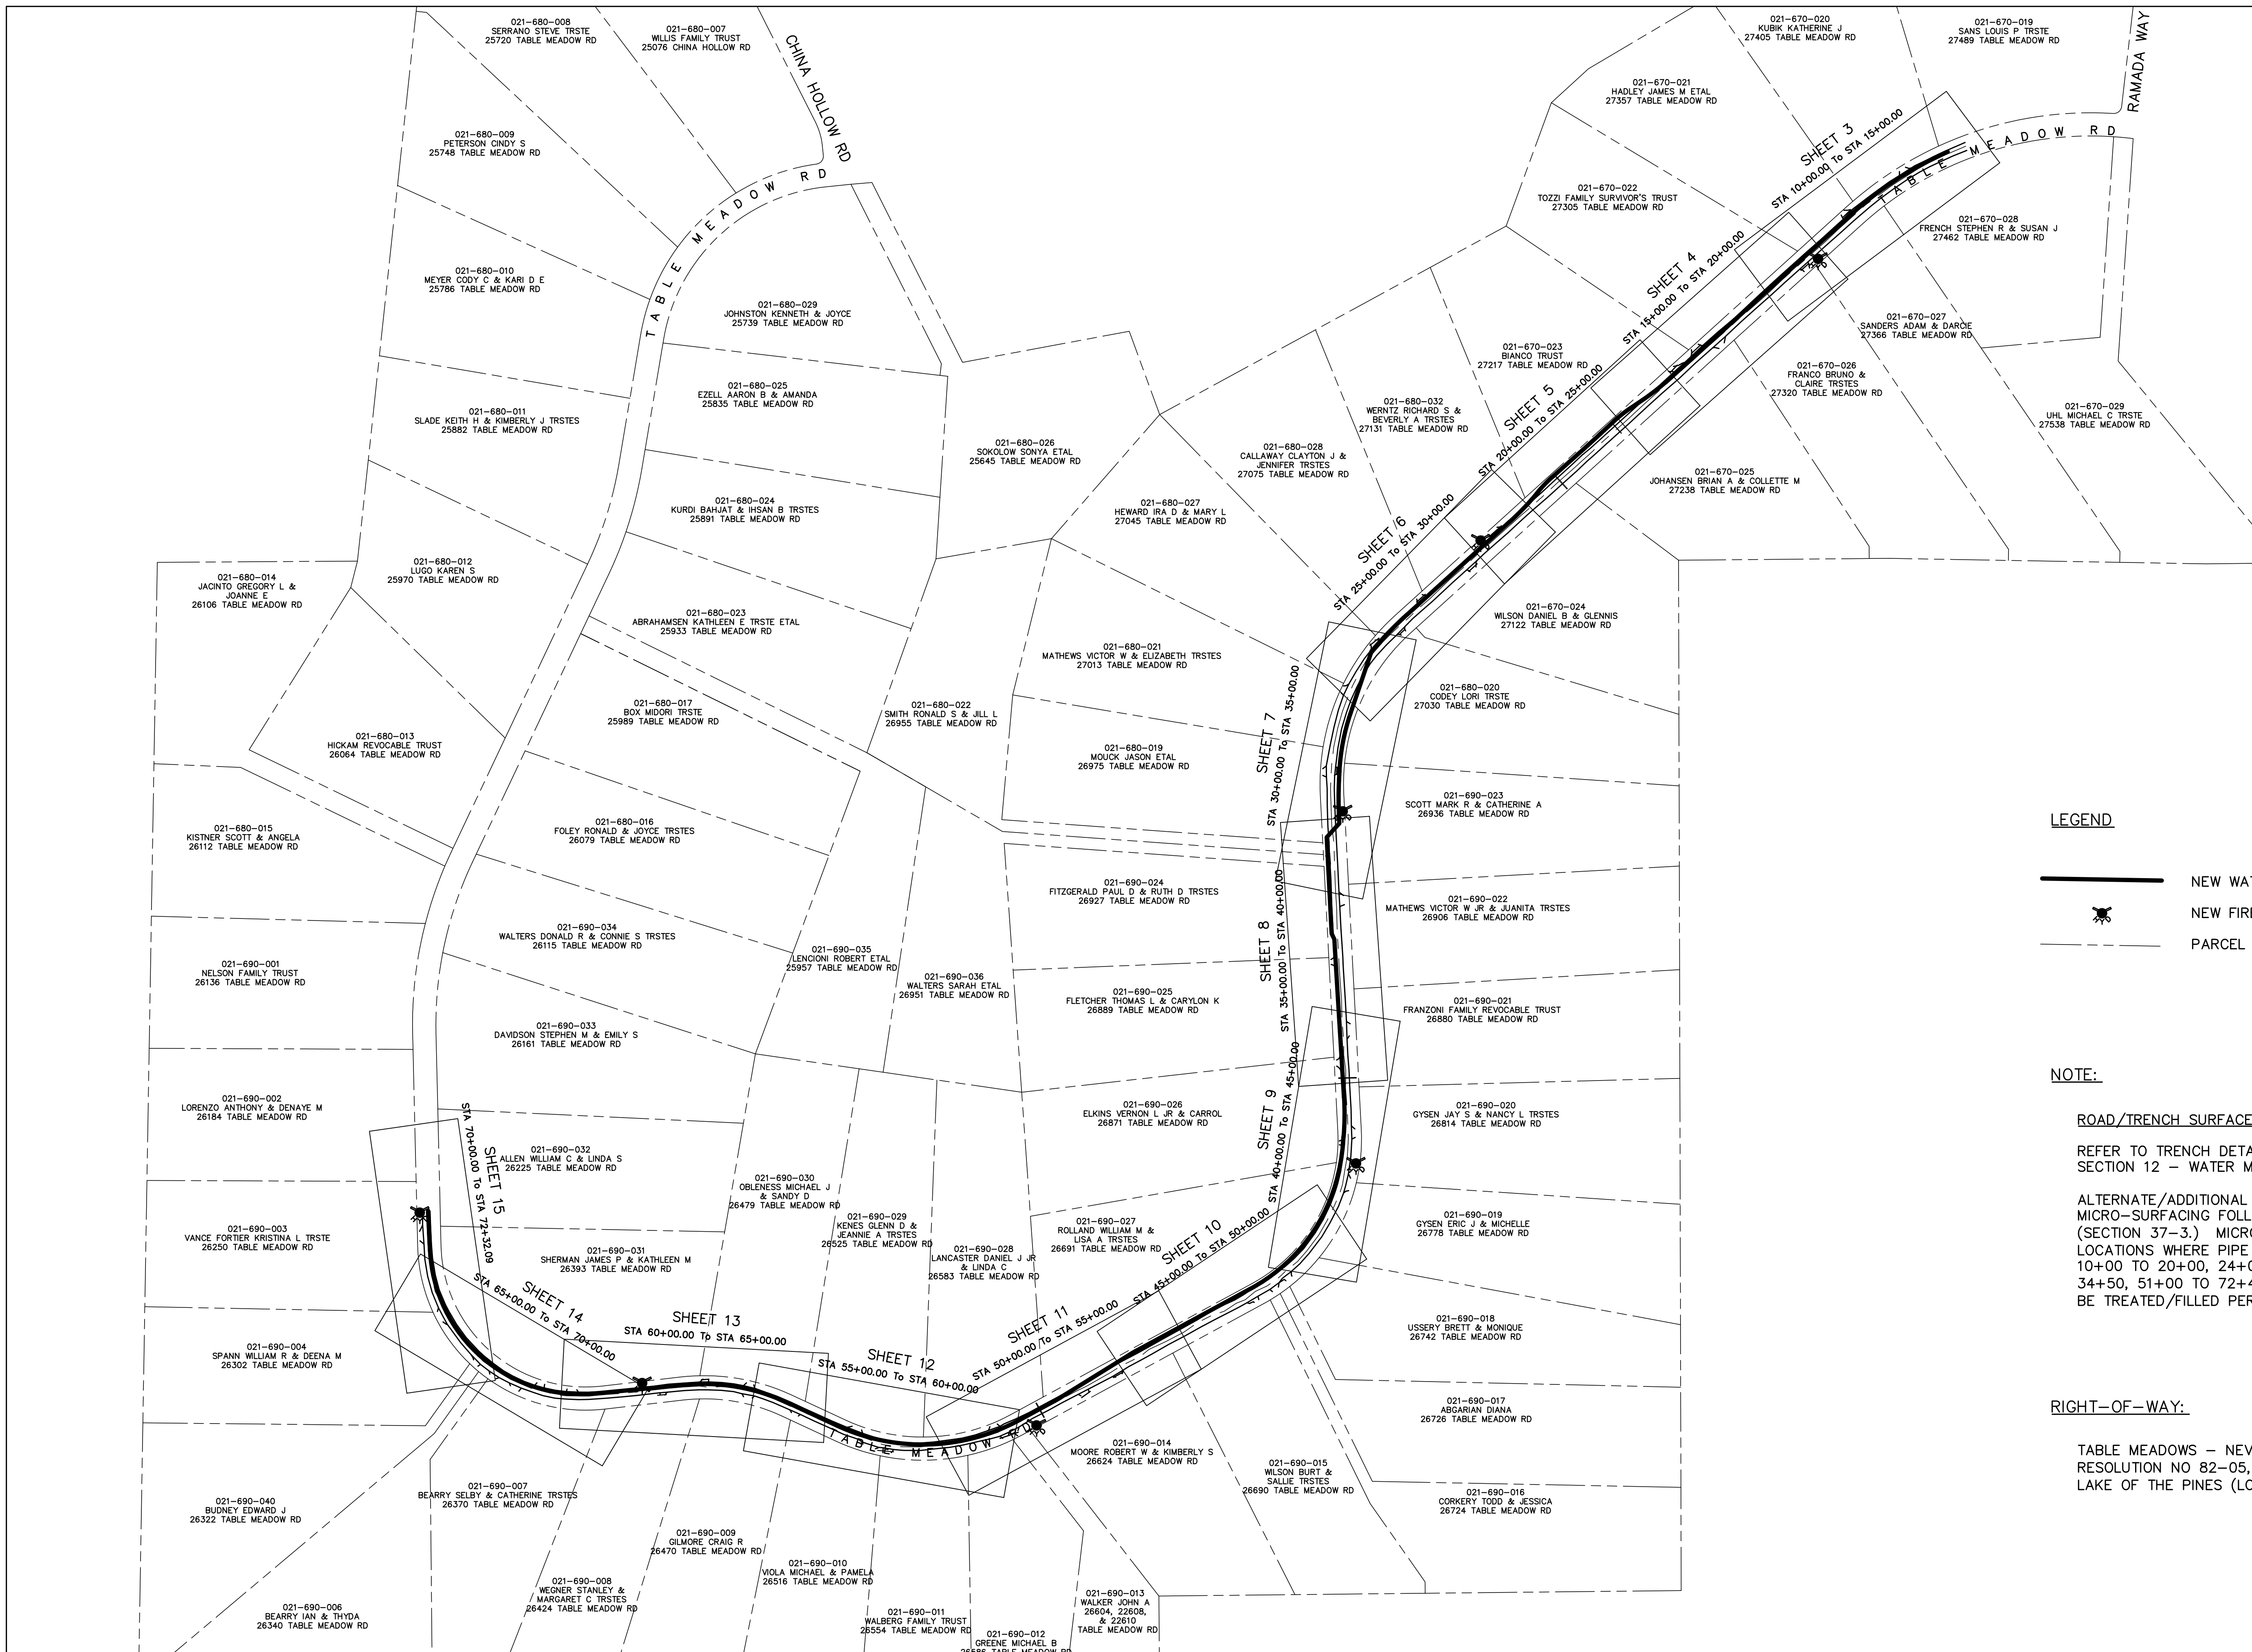 021-680-008
SERRANO STEVE TRSTE
25720 TABLE MEADOW RD
021-680-007
WILLIS FAMILY TRUST
25076 CHINA HOLLOW RD
CHINA HOLLOW RD
021-670-020
KUBIK KATHERINE J
27405 TABLE MEADOW RD
021-670-019
SANS LOUIS P TRSTE
27489 TABLE MEADOW RD
RAMADA WAY
021-670-021
HADLEY JAMES M ETAL
27357 TABLE MEADOW RD
021-680-009
PETERSON CINDY S
25748 TABLE MEADOW RD
TABLE MEADOW RD
SHEET 3
STA 10+00.00 To STA 15+00.00
TABLE MEADOW RD
021-670-022
TOZZI FAMILY SURVIVOR'S TRUST
27305 TABLE MEADOW RD
021-670-028
FRENCH STEPHEN R & SUSAN J
27462 TABLE MEADOW RD
021-680-010
MEYER CODY C & KARI D E
25786 TABLE MEADOW RD
SHEET 4
STA 15+00.00 To STA 20+00.00
021-680-029
JOHNSTON KENNETH & JOYCE
25739 TABLE MEADOW RD
021-670-027
SANDERS ADAM & DARCIE
27366 TABLE MEADOW RD
021-670-023
BIANCO TRUST
27217 TABLE MEADOW RD
021-670-026
FRANCO BRUNO &
CLAIRE TRSTES
27320 TABLE MEADOW RD
021-680-025
EZELL AARON B & AMANDA
25835 TABLE MEADOW RD
SHEET 5
STA 20+00.00 To STA 25+00.00
021-680-011
SLADE KEITH H & KIMBERLY J TRSTES
25882 TABLE MEADOW RD
021-680-032
WERNTZ RICHARD S &
BEVERLY A TRSTES
27131 TABLE MEADOW RD
021-670-029
UHL MICHAEL C TRSTE
27538 TABLE MEADOW RD
021-680-026
SOKOLOW SONYA ETAL
25645 TABLE MEADOW RD
021-680-028
CALLAWAY CLAYTON J &
JENNIFER TRSTES
27075 TABLE MEADOW RD
021-670-025
JOHANSEN BRIAN A & COLLETTE M
27238 TABLE MEADOW RD
021-680-024
KURDI BAHJAT & IHSAN B TRSTES
25891 TABLE MEADOW RD
021-680-027
HEWARD IRA D & MARY L
27045 TABLE MEADOW RD
SHEET 6
STA 25+00.00 To STA 30+00.00
021-680-012
LUGO KAREN S
25970 TABLE MEADOW RD
021-680-014
JACINTO GREGORY L &
JOANNE E
26106 TABLE MEADOW RD
021-680-023
ABRAHAMSEN KATHLEEN E TRSTE ETAL
25933 TABLE MEADOW RD
021-670-024
WILSON DANIEL B & GLENNIS
27122 TABLE MEADOW RD
021-680-021
MATHEWS VICTOR W & ELIZABETH TRSTES
27013 TABLE MEADOW RD
021-680-020
CODEY LORI TRSTE
27030 TABLE MEADOW RD
021-680-017
BOX MIDORI TRSTE
25989 TABLE MEADOW RD
021-680-022
SMITH RONALD S & JILL L
26955 TABLE MEADOW RD
021-680-013
HICKAM REVOCABLE TRUST
26064 TABLE MEADOW RD
SHEET 7
STA 30+00.00 To STA 35+00.00
021-680-019
MOUCK JASON ETAL
26975 TABLE MEADOW RD
021-690-023
SCOTT MARK R & CATHERINE A
26936 TABLE MEADOW RD
021-680-015
KISTNER SCOTT & ANGELA
26112 TABLE MEADOW RD
021-680-016
FOLEY RONALD & JOYCE TRSTES
26079 TABLE MEADOW RD
LEGEND
NEW WAT
NEW FIR
PARCEL
021-690-024
FITZGERALD PAUL D & RUTH D TRSTES
26927 TABLE MEADOW RD
021-690-022
MATHEWS VICTOR W JR & JUANITA TRSTES
26906 TABLE MEADOW RD
021-690-034
WALTERS DONALD R & CONNIE S TRSTES
26115 TABLE MEADOW RD
SHEET 8
STA 35+00.00 To STA 40+00.00
021-690-035
LENCIONI ROBERT ETAL
25957 TABLE MEADOW RD
021-690-001
NELSON FAMILY TRUST
26136 TABLE MEADOW RD
021-690-036
WALTERS SARAH ETAL
26951 TABLE MEADOW RD
021-690-025
FLETCHER THOMAS L & CARYLON K
26889 TABLE MEADOW RD
021-690-021
FRANZONI FAMILY REVOCABLE TRUST
26880 TABLE MEADOW RD
021-690-033
DAVIDSON STEPHEN M & EMILY S
26161 TABLE MEADOW RD
021-690-002
LORENZO ANTHONY & DENAYE M
26184 TABLE MEADOW RD
SHEET 9
STA 40+00.00 To STA 45+00.00
021-690-026
ELKINS VERNON L JR & CARROL
26871 TABLE MEADOW RD
021-690-020
GYSEN JAY S & NANCY L TRSTES
26814 TABLE MEADOW RD
NOTE:
ROAD/TRENCH SURFACE
REFER TO TRENCH DETA
SECTION 12 – WATER M
ALTERNATE/ADDITIONAL
MICRO-SURFACING FOLL
(SECTION 37-3.) MICRO
LOCATIONS WHERE PIPE
10+00 TO 20+00, 24+0
34+50, 51+00 TO 72+4
BE TREATED/FILLED PER
SHEET 15
STA 70+00.00 To STA 72+32.09
021-690-032
ALLEN WILLIAM C & LINDA S
26225 TABLE MEADOW RD
021-690-030
OBLENESS MICHAEL J
& SANDY D
26479 TABLE MEADOW RD
021-690-029
KENES GLENN D &
JEANNIE A TRSTES
26525 TABLE MEADOW RD
021-690-027
ROLLAND WILLIAM M &
LISA A TRSTES
26691 TABLE MEADOW RD
021-690-019
GYSEN ERIC J & MICHELLE
26778 TABLE MEADOW RD
021-690-003
VANCE FORTIER KRISTINA L TRSTE
26250 TABLE MEADOW RD
021-690-031
SHERMAN JAMES P & KATHLEEN M
26393 TABLE MEADOW RD
021-690-028
LANCASTER DANIEL J JR
& LINDA C
26583 TABLE MEADOW RD
SHEET 10
STA 45+00.00 To STA 50+00.00
SHEET 14
STA 65+00.00 To STA 70+00.00
SHEET 13
STA 60+00.00 To STA 65+00.00
SHEET 11
STA 50+00.00 To STA 55+00.00
SHEET 12
STA 55+00.00 To STA 60+00.00
021-690-018
USSERY BRETT & MONIQUE
26742 TABLE MEADOW RD
021-690-004
SPANN WILLIAM R & DEENA M
26302 TABLE MEADOW RD
021-690-017
ABGARIAN DIANA
26726 TABLE MEADOW RD
RIGHT-OF-WAY:
TABLE MEADOWS – NEV
RESOLUTION NO 82-05,
LAKE OF THE PINES (LO
TABLE MEADOW RD
021-690-014
MOORE ROBERT W & KIMBERLY S
26624 TABLE MEADOW RD
021-690-015
WILSON BURT &
SALLIE TRSTES
26690 TABLE MEADOW RD
021-690-016
CORKERY TODD & JESSICA
26724 TABLE MEADOW RD
021-690-040
BUDNEY EDWARD J
26322 TABLE MEADOW RD
021-690-007
BEARRY SELBY & CATHERINE TRSTES
26370 TABLE MEADOW RD
021-690-009
GILMORE CRAIG R
26470 TABLE MEADOW RD
021-690-010
VIOLA MICHAEL & PAMELA
26516 TABLE MEADOW RD
021-690-008
WEGNER STANLEY &
MARGARET C TRSTES
26424 TABLE MEADOW RD
021-690-006
BEARRY IAN & THYDA
26340 TABLE MEADOW RD
021-690-011
WALBERG FAMILY TRUST
26554 TABLE MEADOW RD
021-690-013
WALKER JOHN A
26604, 22608,
& 22610
TABLE MEADOW RD
021-690-012
GREENE MICHAEL B
26586 TABLE MEADOW RD